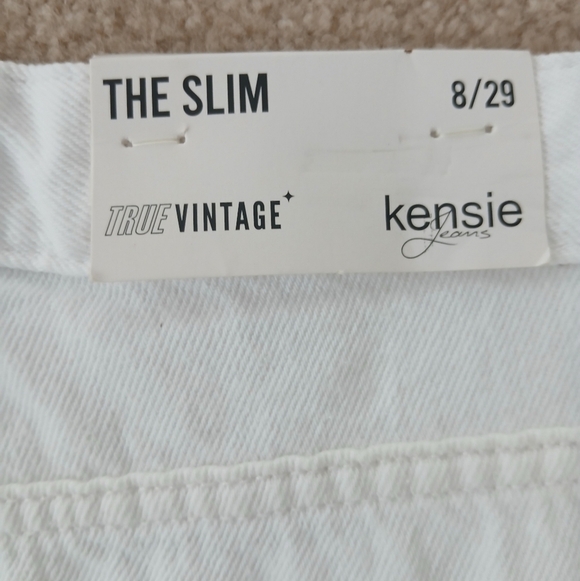 THE SLIM 8/29
TRUE VINTAGE kensie
Jeans